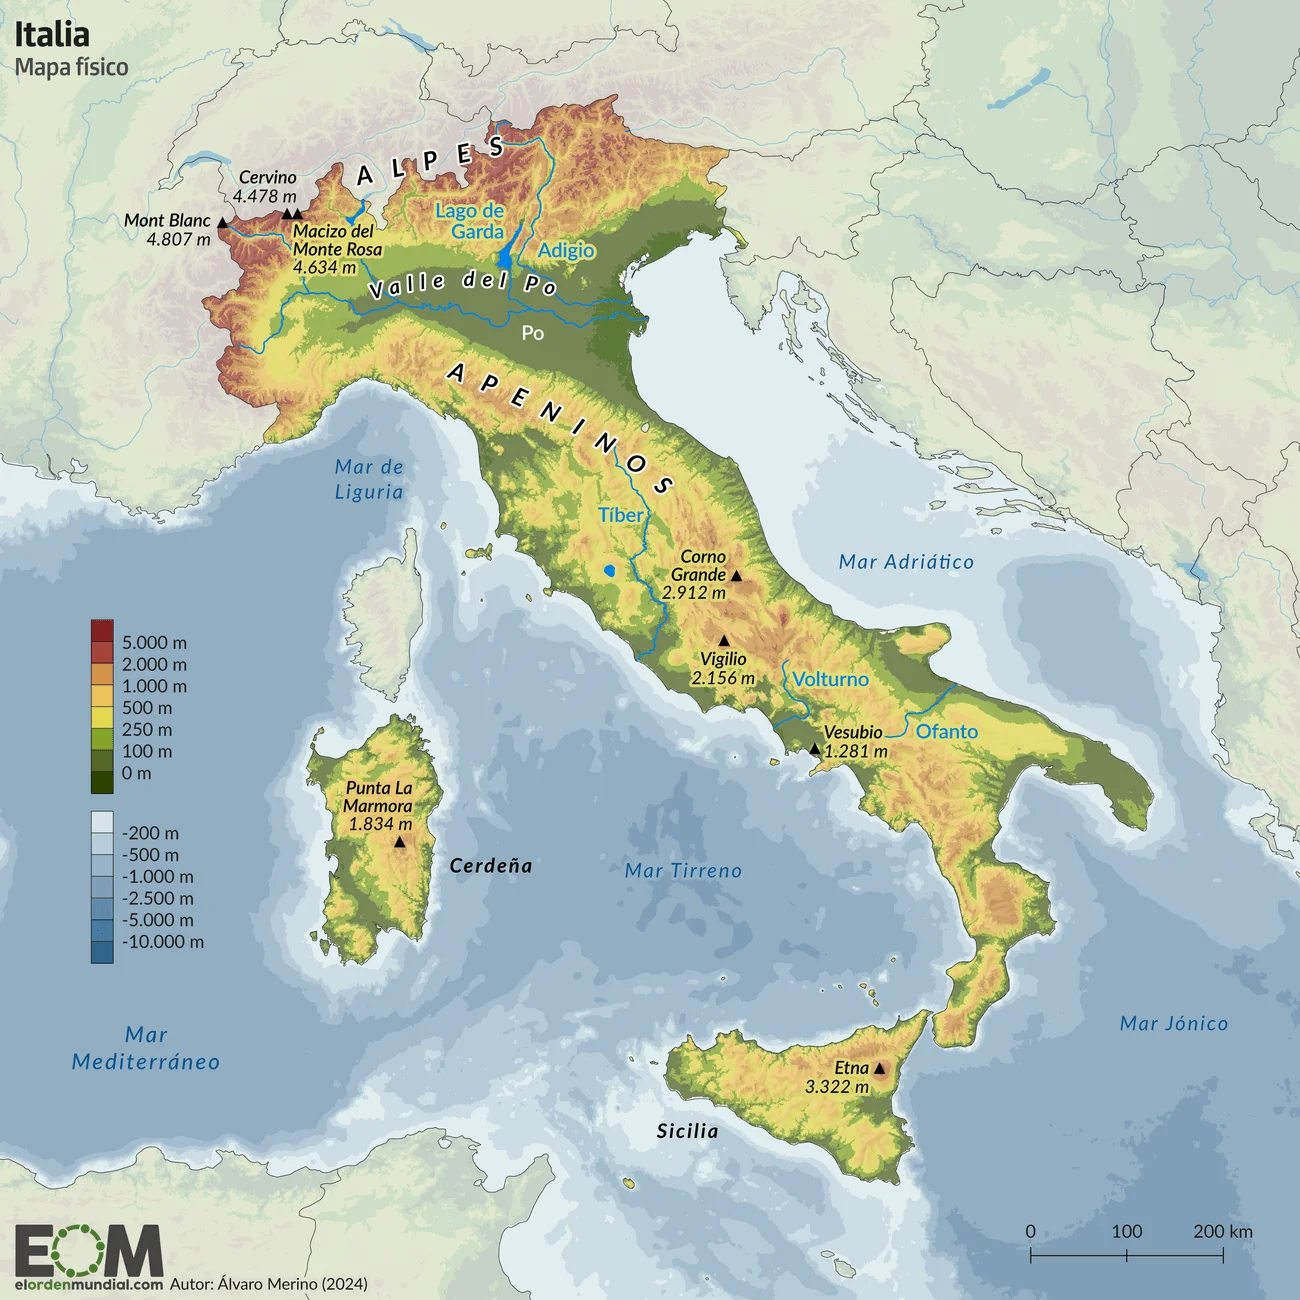 Italia
Mapa físico
ALPES
Cervino
4.478 m
Mont Blanc
4.807 m
Macizo del
Monte Rosa
4.634 m
Lago de
Garda
Adigio
Valle del Po
Po
APENINOS
Mar de
Liguria
Tíber
Mar Adriático
Corno
Grande
2.912 m
Vigilio
2.156 m
Volturno
Vesubio
1.281 m
Ofanto
5.000 m
2.000 m
1.000 m
500 m
250 m
100 m
0 m
-200 m
-500 m
-1.000 m
-2.500 m
-5.000 m
-10.000 m
Punta La
Marmora
1.834 m
Cerdeña
Mar Tirreno
Mar
Mediterráneo
Mar Jónico
Etna
3.322 m
Sicilia
0 100 200 km
EOM
elordenmundial.com Autor: Álvaro Merino (2024)